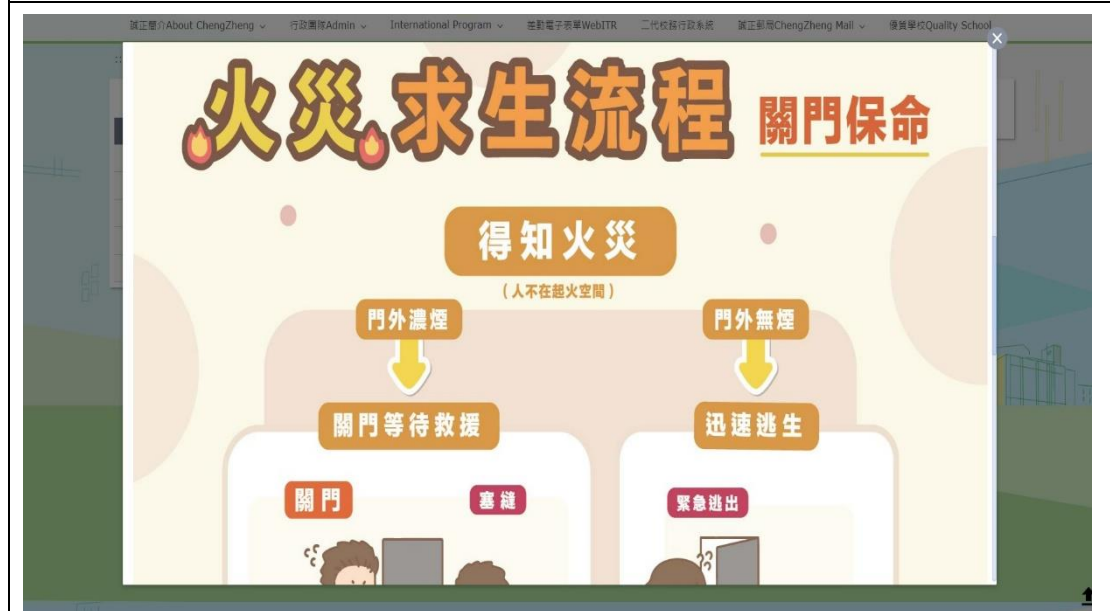 誠正簡介About ChengZheng
行政團隊Admin
International Program
差勤電子表單WebITR
二代校務行政系統
誠正郵局ChengZheng Mall
優質學校Quality School
火災求生流程 關門保命
得知火災
(人不在起火空間)
門外濃煙 門外無煙
關門等待救援 迅速逃生
關門 塞縫 緊急逃出